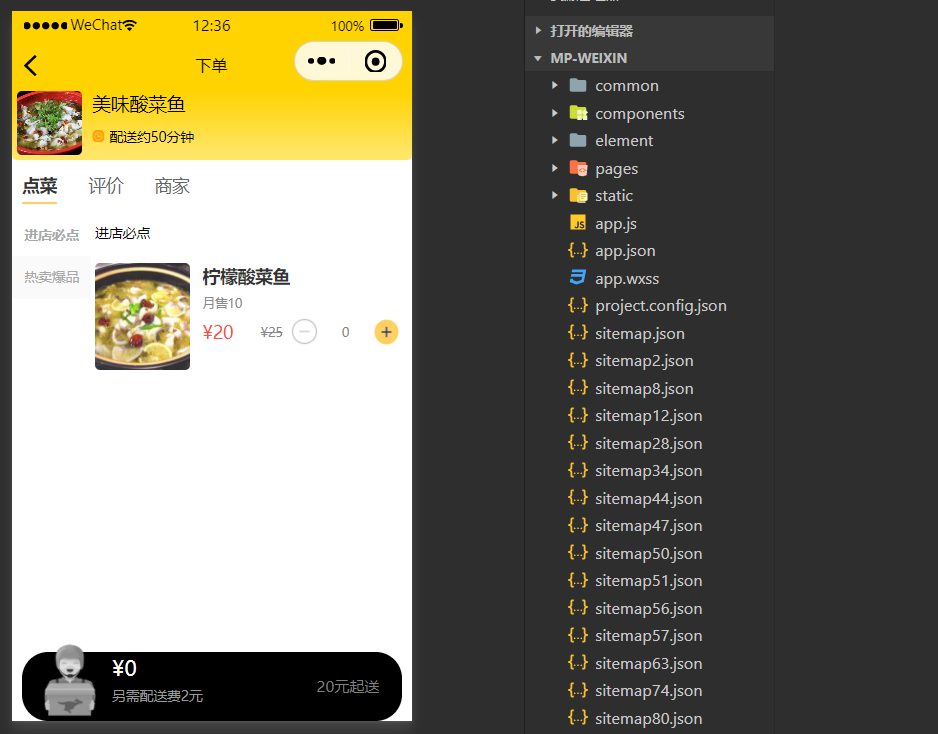 WeChat 12:36 100%
下单
美味酸菜鱼
配送约50分钟
点菜 评价 商家
进店必点 进店必点
热卖爆品
柠檬酸菜鱼
月售10
¥20 ¥25 0
¥0
另需配送费2元
20元起送
打开的编辑器
MP-WEIXIN
common
components
element
pages
static
app.js
app.json
app.wxss
project.config.json
sitemap.json
sitemap2.json
sitemap8.json
sitemap12.json
sitemap28.json
sitemap34.json
sitemap44.json
sitemap47.json
sitemap50.json
sitemap51.json
sitemap56.json
sitemap57.json
sitemap63.json
sitemap74.json
sitemap80.json